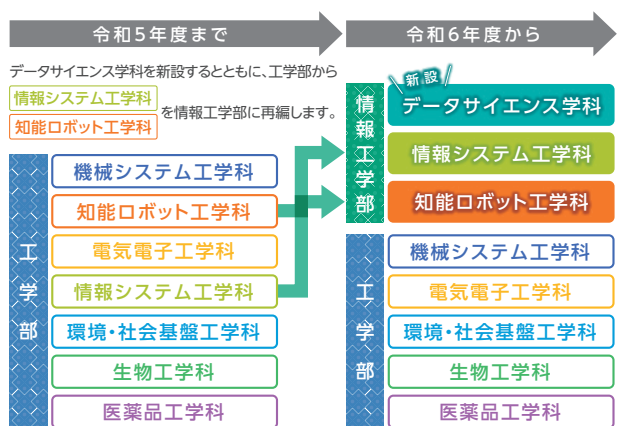 令和5年度まで
令和6年度から
データサイエンス学科を新設するとともに、工学部から
情報システム工学科
知能ロボット工学科
を情報工学部に再編します。
工学部
機械システム工学科
知能ロボット工学科
電気電子工学科
情報システム工学科
環境・社会基盤工学科
生物工学科
医薬品工学科
情報工学部
新設
データサイエンス学科
情報システム工学科
知能ロボット工学科
工学部
機械システム工学科
電気電子工学科
環境・社会基盤工学科
生物工学科
医薬品工学科